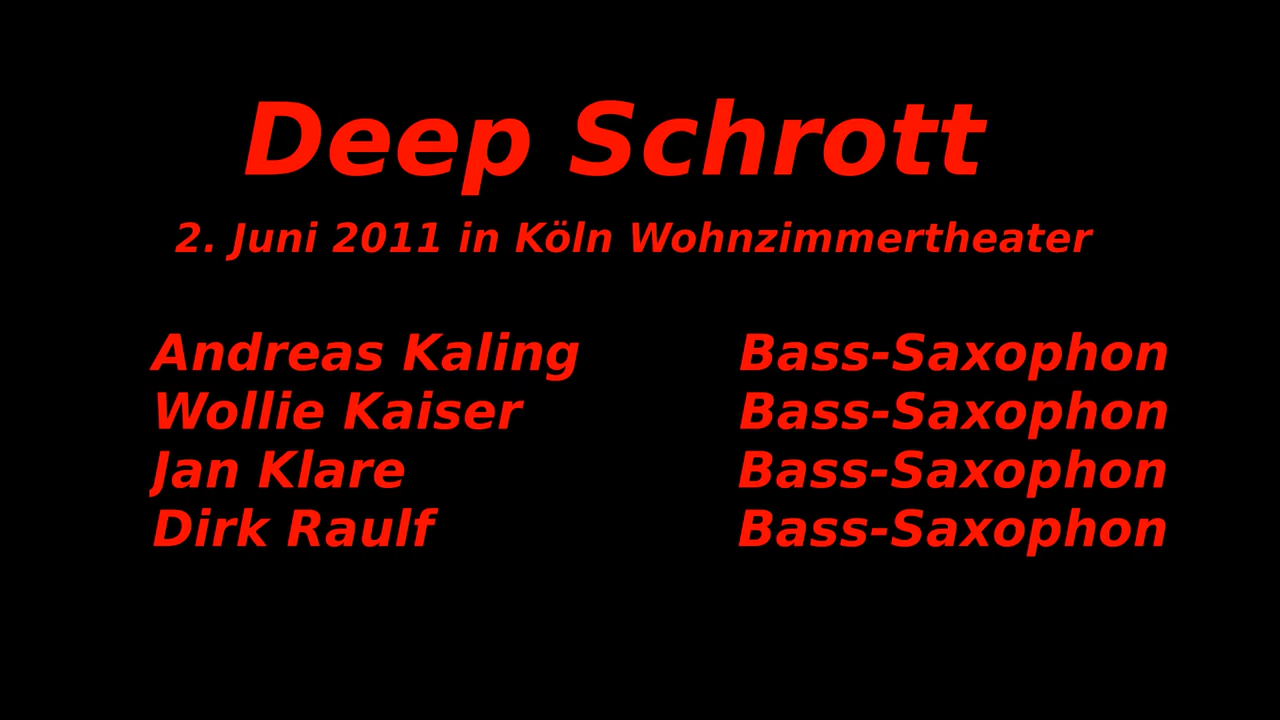 Deep Schrott
2. Juni 2011 in Köln Wohnzimmertheater
Andreas Kaling Bass-Saxophon
Wollie Kaiser Bass-Saxophon
Jan Klare Bass-Saxophon
Dirk Raulf Bass-Saxophon